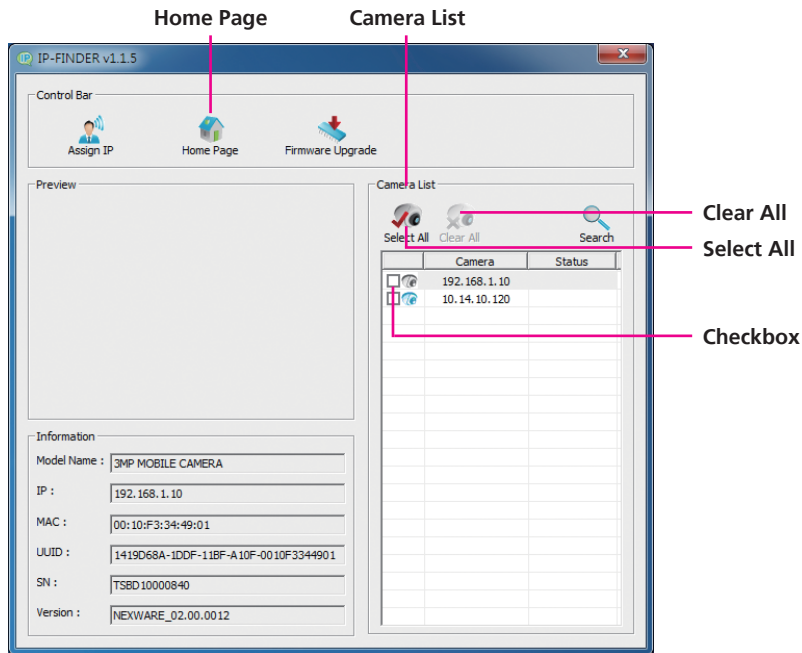 Home Page
Camera List
IP-FINDER v1.1.5
x
Control Bar
Assign IP
Home Page
Firmware Upgrade
Preview
Camera List
Select All
Clear All
Search
Clear All
Select All
Camera
Status
192.168.1.10
10.14.10.120
Checkbox
Information
Model Name :
3MP MOBILE CAMERA
IP :
192.168.1.10
MAC :
00:10:F3:34:49:01
UUID :
1419D68A-1DDF-11BF-A10F-0010F3344901
SN :
TSBD10000840
Version :
NEXWARE_02.00.0012